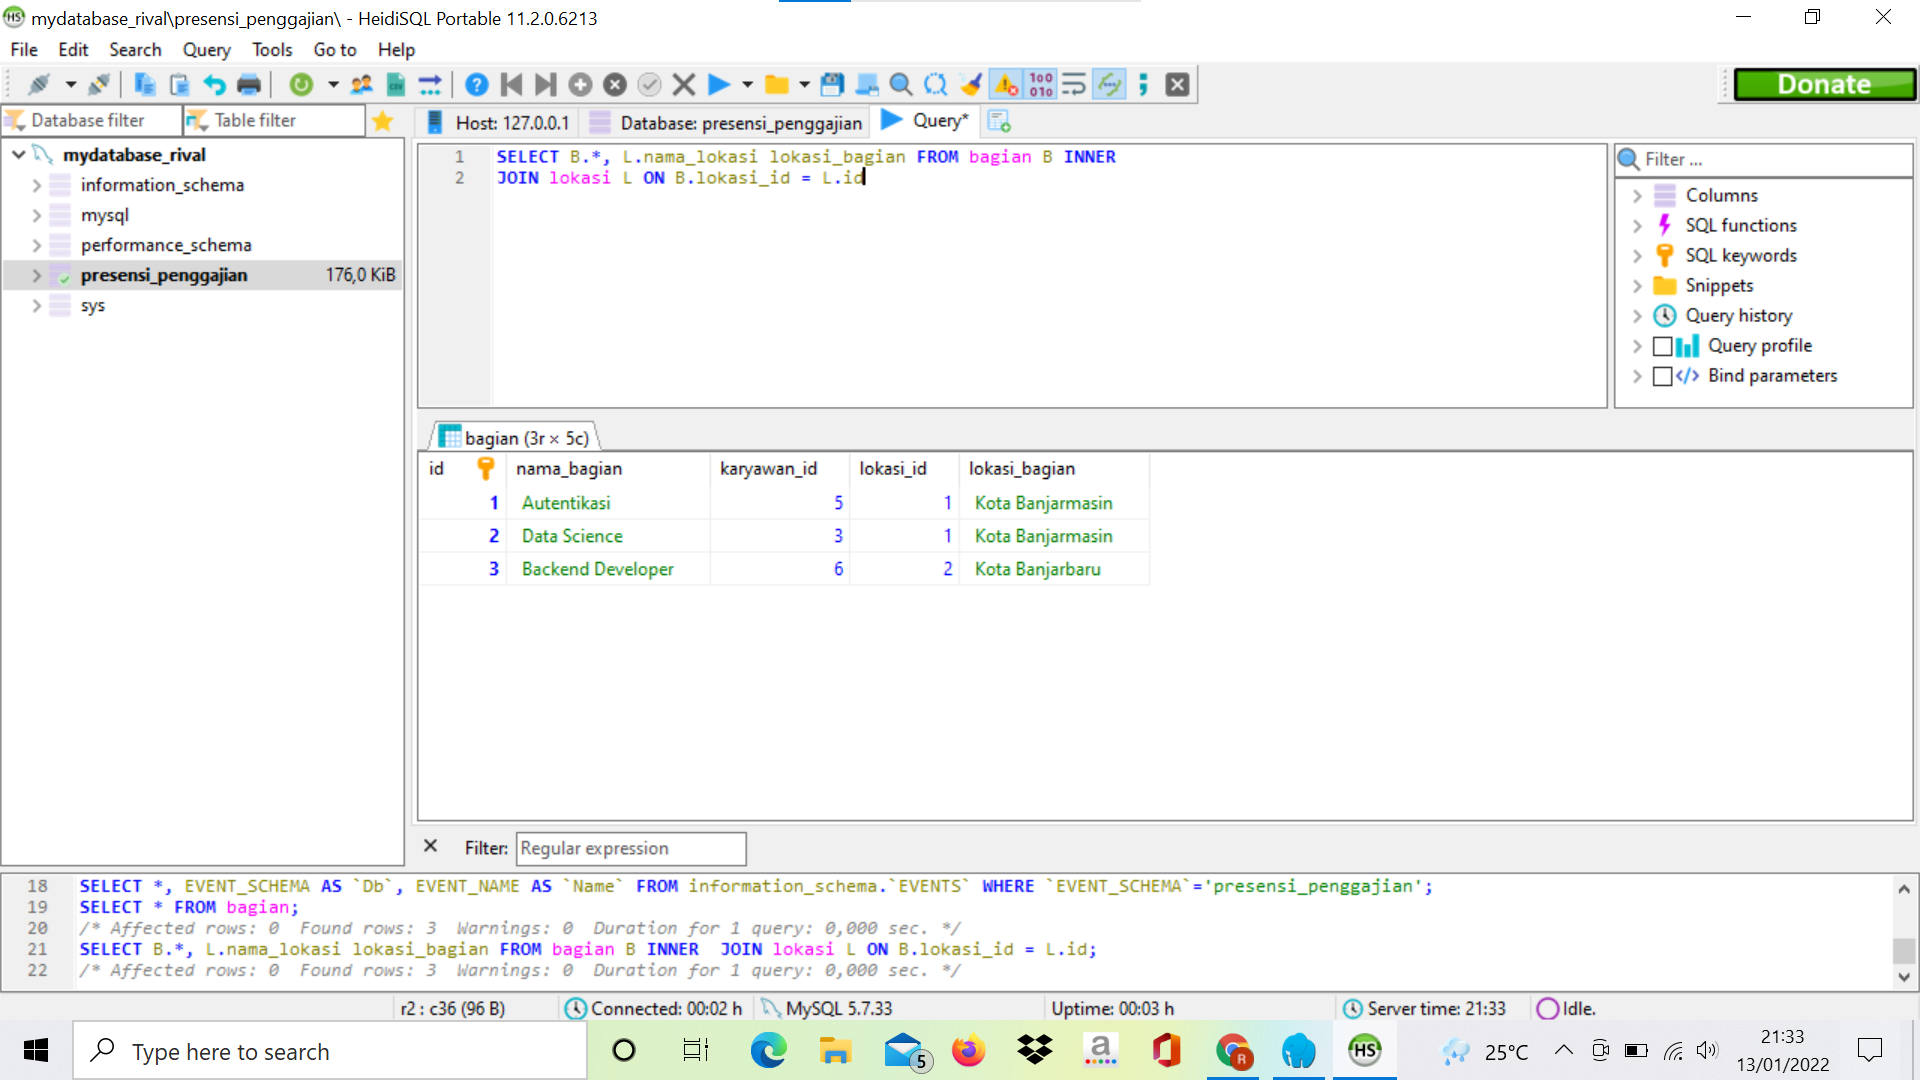 mydatabase_rival\presensi_penggajian\ - HeidiSQL Portable 11.2.0.6213
File Edit Search Query Tools Go to Help
Donate
Database filter Table filter
Host: 127.0.0.1 Database: presensi_penggajian Query*
mydatabase_rival
information_schema
mysql
performance_schema
presensi_penggajian 176,0 KiB
sys
1 SELECT B.*, L.nama_lokasi lokasi_bagian FROM bagian B INNER
2 JOIN lokasi L ON B.lokasi_id = L.id
Filter ...
Columns
SQL functions
SQL keywords
Snippets
Query history
Query profile
Bind parameters
bagian (3r × 5c)
id nama_bagian karyawan_id lokasi_id lokasi_bagian
1 Autentikasi 5 1 Kota Banjarmasin
2 Data Science 3 1 Kota Banjarmasin
3 Backend Developer 6 2 Kota Banjarbaru
Filter: Regular expression
18 SELECT *, EVENT_SCHEMA AS `Db`, EVENT_NAME AS `Name` FROM information_schema.`EVENTS` WHERE `EVENT_SCHEMA`='presensi_penggajian';
19 SELECT * FROM bagian;
20 /* Affected rows: 0  Found rows: 3  Warnings: 0  Duration for 1 query: 0,000 sec. */
21 SELECT B.*, L.nama_lokasi lokasi_bagian FROM bagian B INNER  JOIN lokasi L ON B.lokasi_id = L.id;
22 /* Affected rows: 0  Found rows: 3  Warnings: 0  Duration for 1 query: 0,000 sec. */
r2 : c36 (96 B) Connected: 00:02 h MySQL 5.7.33 Uptime: 00:03 h Server time: 21:33 Idle.
Type here to search
5
a
R
HS
25°C
21:33
13/01/2022